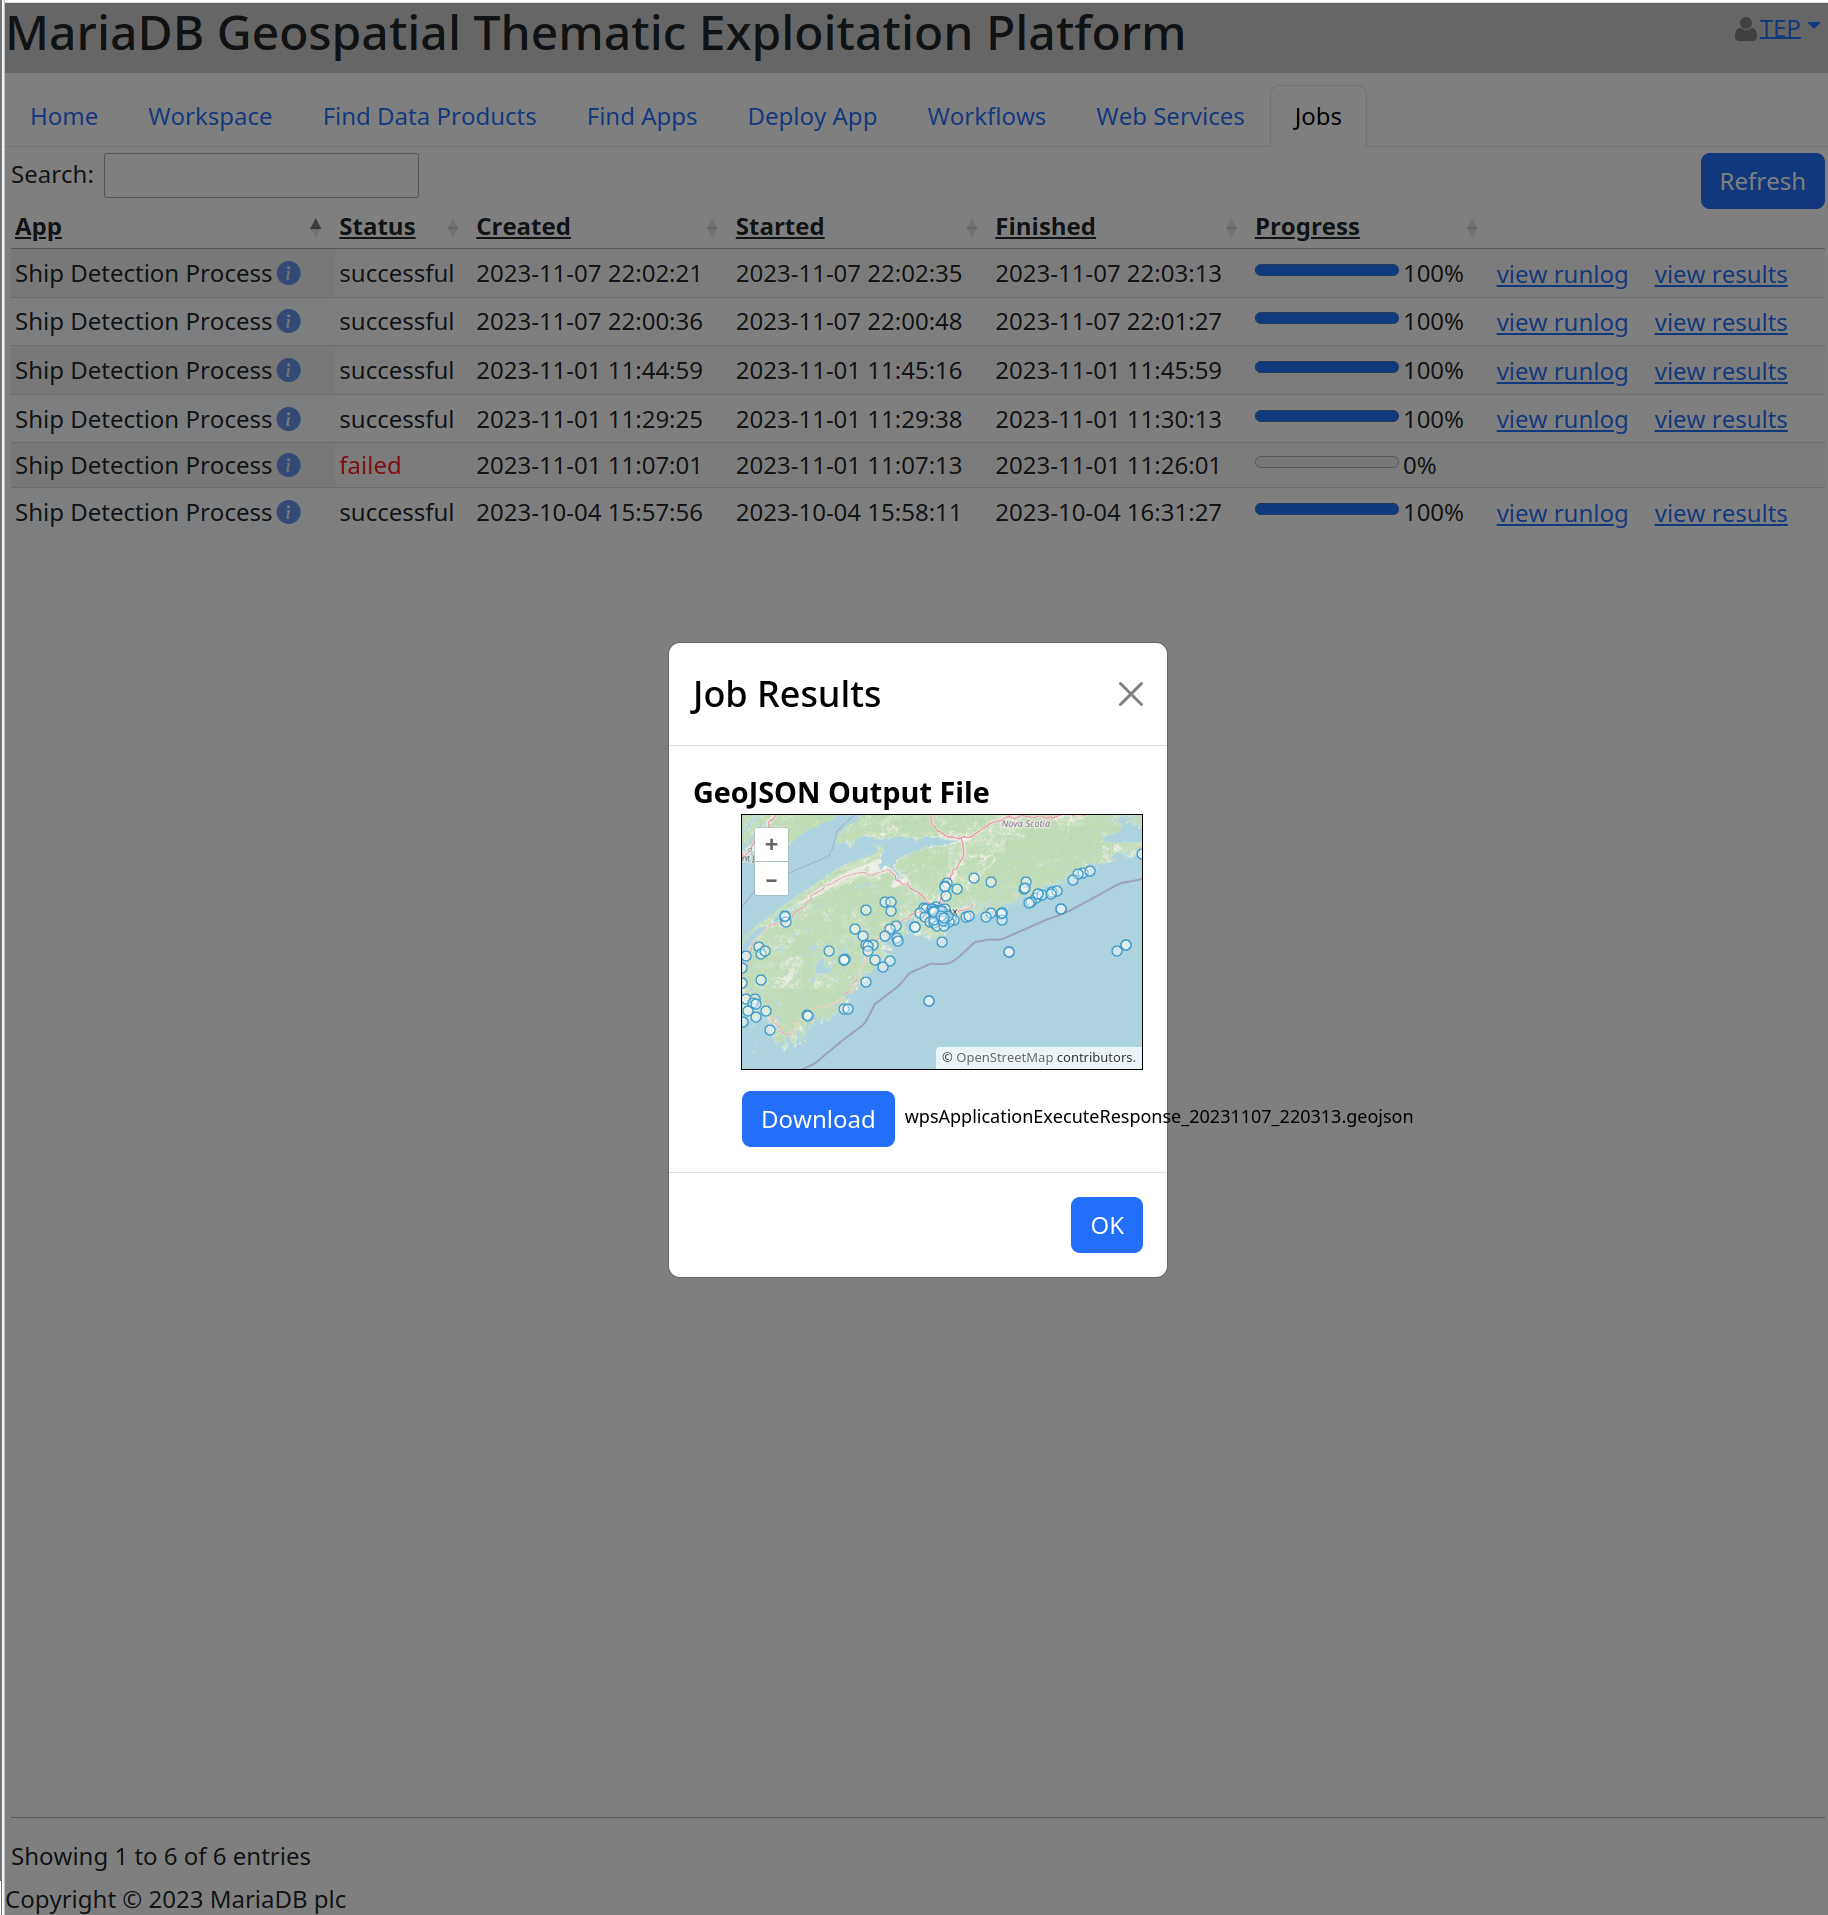 MariaDB Geospatial Thematic Exploitation Platform
TEP
Home Workspace Find Data Products Find Apps Deploy App Workflows Web Services Jobs
Search:
Refresh
App Status Created Started Finished Progress
Ship Detection Process i successful 2023-11-07 22:02:21 2023-11-07 22:02:35 2023-11-07 22:03:13 100% view runlog view results
Ship Detection Process i successful 2023-11-07 22:00:36 2023-11-07 22:00:48 2023-11-07 22:01:27 100% view runlog view results
Ship Detection Process i successful 2023-11-01 11:44:59 2023-11-01 11:45:16 2023-11-01 11:45:59 100% view runlog view results
Ship Detection Process i successful 2023-11-01 11:29:25 2023-11-01 11:29:38 2023-11-01 11:30:13 100% view runlog view results
Ship Detection Process i failed 2023-11-01 11:07:01 2023-11-01 11:07:13 2023-11-01 11:26:01 0%
Ship Detection Process i successful 2023-10-04 15:57:56 2023-10-04 15:58:11 2023-10-04 16:31:27 100% view runlog view results
Job Results
GeoJSON Output File
Nova Scotia
+
−
© OpenStreetMap contributors.
Download wpsApplicationExecuteResponse_20231107_220313.geojson
OK
Showing 1 to 6 of 6 entries
Copyright © 2023 MariaDB plc